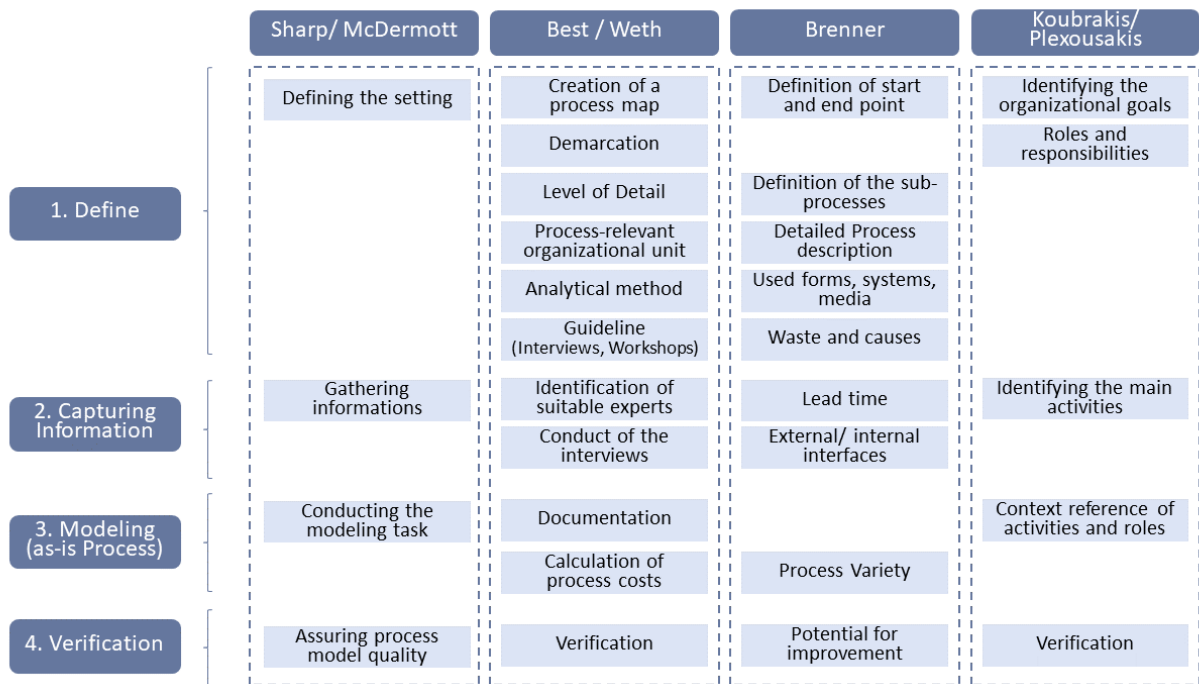 Sharp/ McDermott
Best / Weth
Brenner
Koubrakis/
Plexousakis
1. Define
Defining the setting
Creation of a
process map
Definition of start
and end point
Identifying the
organizational goals
Demarcation
Roles and
responsibilities
Level of Detail
Definition of the sub-
processes
Process-relevant
organizational unit
Detailed Process
description
Analytical method
Used forms, systems,
media
Guideline
(Interviews, Workshops)
Waste and causes
2. Capturing
Information
Gathering
informations
Identification of
suitable experts
Lead time
Identifying the main
activities
Conduct of the
interviews
External/ internal
interfaces
3. Modeling
(as-is Process)
Conducting the
modeling task
Documentation
Context reference of
activities and roles
Calculation of
process costs
Process Variety
4. Verification
Assuring process
model quality
Verification
Potential for
improvement
Verification